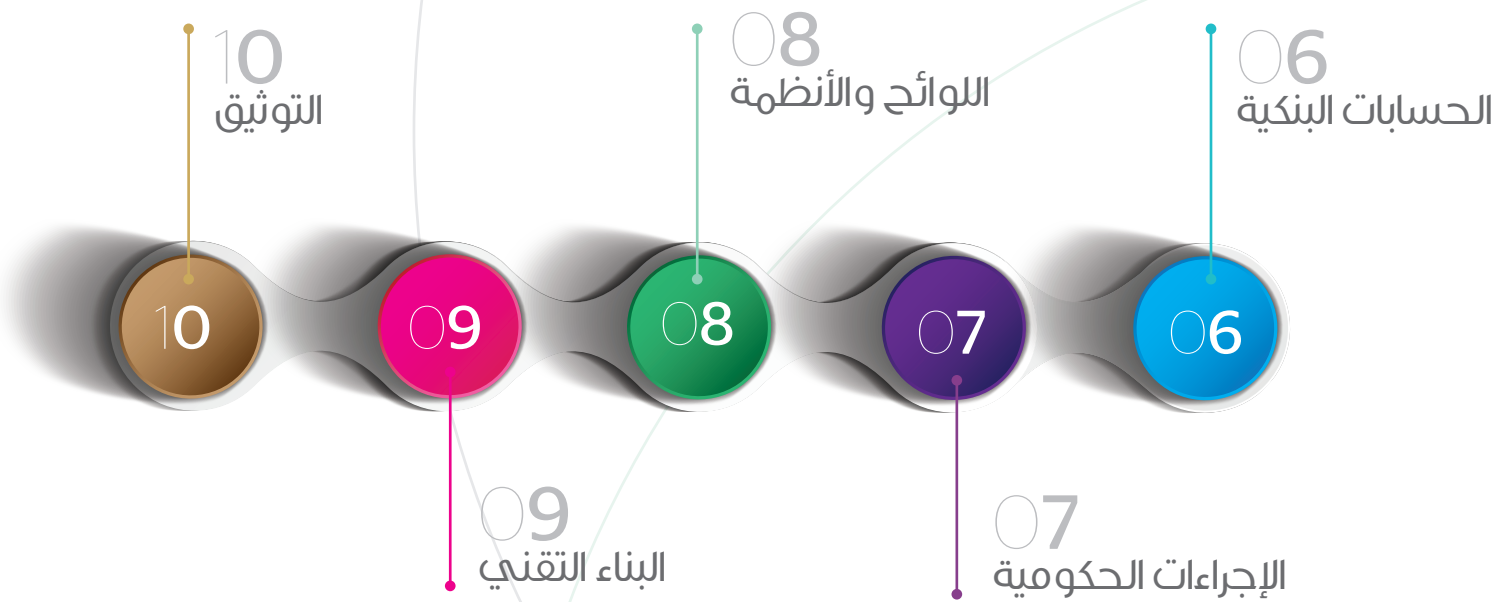 06
الحسابات البنكية
07
الإجراءات الحكومية
08
اللوائح والأنظمة
09
البناء التقني
10
التوثيق
06
07
08
09
10